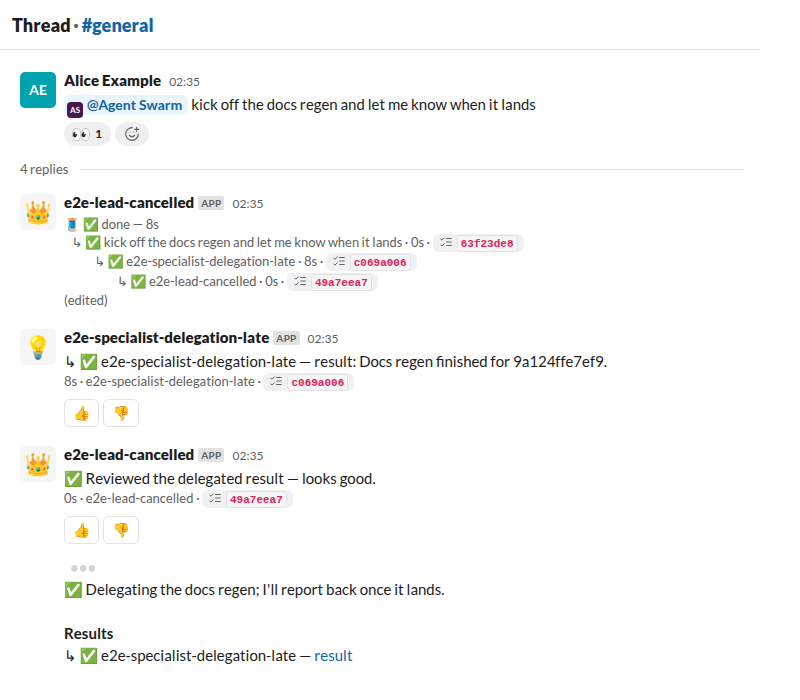 Thread • #general
AE
Alice Example 02:35
AS @Agent Swarm kick off the docs regen and let me know when it lands
👀 1
4 replies
e2e-lead-cancelled APP 02:35
🧵 ✅ done — 8s
↳ ✅ kick off the docs regen and let me know when it lands · 0s · 63f23de8
↳ ✅ e2e-specialist-delegation-late · 8s · c069a006
↳ ✅ e2e-lead-cancelled · 0s · 49a7eea7
(edited)
e2e-specialist-delegation-late APP 02:35
↳ ✅ e2e-specialist-delegation-late — result: Docs regen finished for 9a124ffe7ef9.
8s · e2e-specialist-delegation-late · c069a006
👍 👎
e2e-lead-cancelled APP 02:35
✅ Reviewed the delegated result — looks good.
0s · e2e-lead-cancelled · 49a7eea7
👍 👎
✅ Delegating the docs regen; I'll report back once it lands.
Results
↳ ✅ e2e-specialist-delegation-late — result